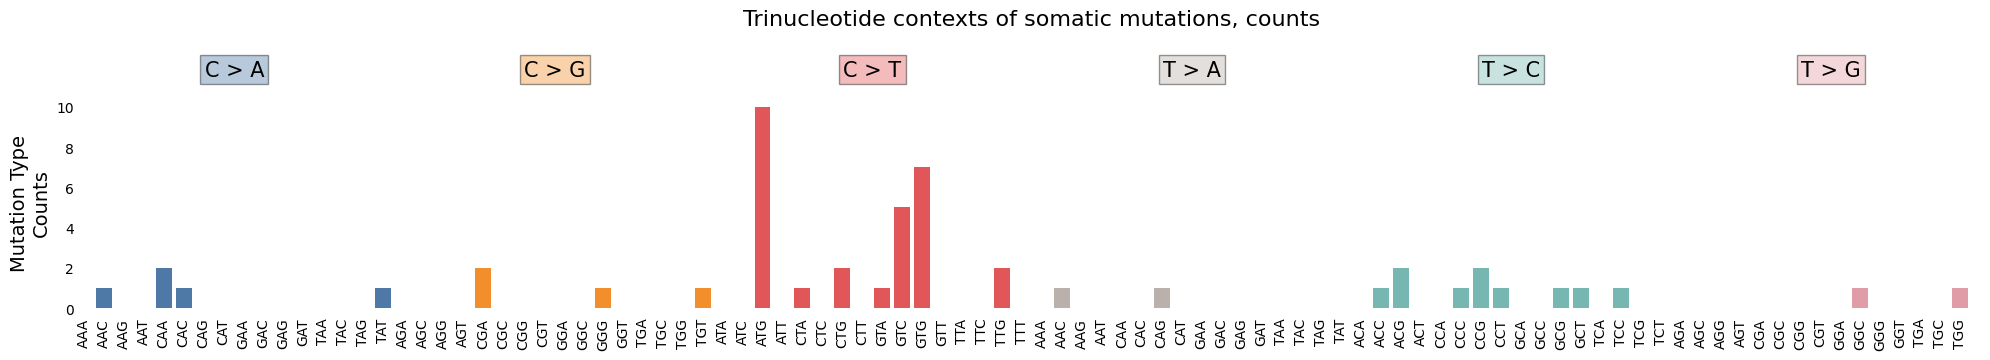 Trinucleotide contexts of somatic mutations, counts
C > A
C > G
C > T
T > A
T > C
T > G
Mutation Type
Counts
10
8
6
4
2
0
AAA
AAC
AAG
AAT
CAA
CAC
CAG
CAT
GAA
GAC
GAG
GAT
TAA
TAC
TAG
TAT
AGA
AGC
AGG
AGT
CGA
CGC
CGG
CGT
GGA
GGC
GGG
GGT
TGA
TGC
TGG
TGT
ATA
ATC
ATG
ATT
CTA
CTC
CTG
CTT
GTA
GTC
GTG
GTT
TTA
TTC
TTG
TTT
AAA
AAC
AAG
AAT
CAA
CAC
CAG
CAT
GAA
GAC
GAG
GAT
TAA
TAC
TAG
TAT
ACA
ACC
ACG
ACT
CCA
CCC
CCG
CCT
GCA
GCC
GCG
GCT
TCA
TCC
TCG
TCT
AGA
AGC
AGG
AGT
CGA
CGC
CGG
CGT
GGA
GGC
GGG
GGT
TGA
TGC
TGG